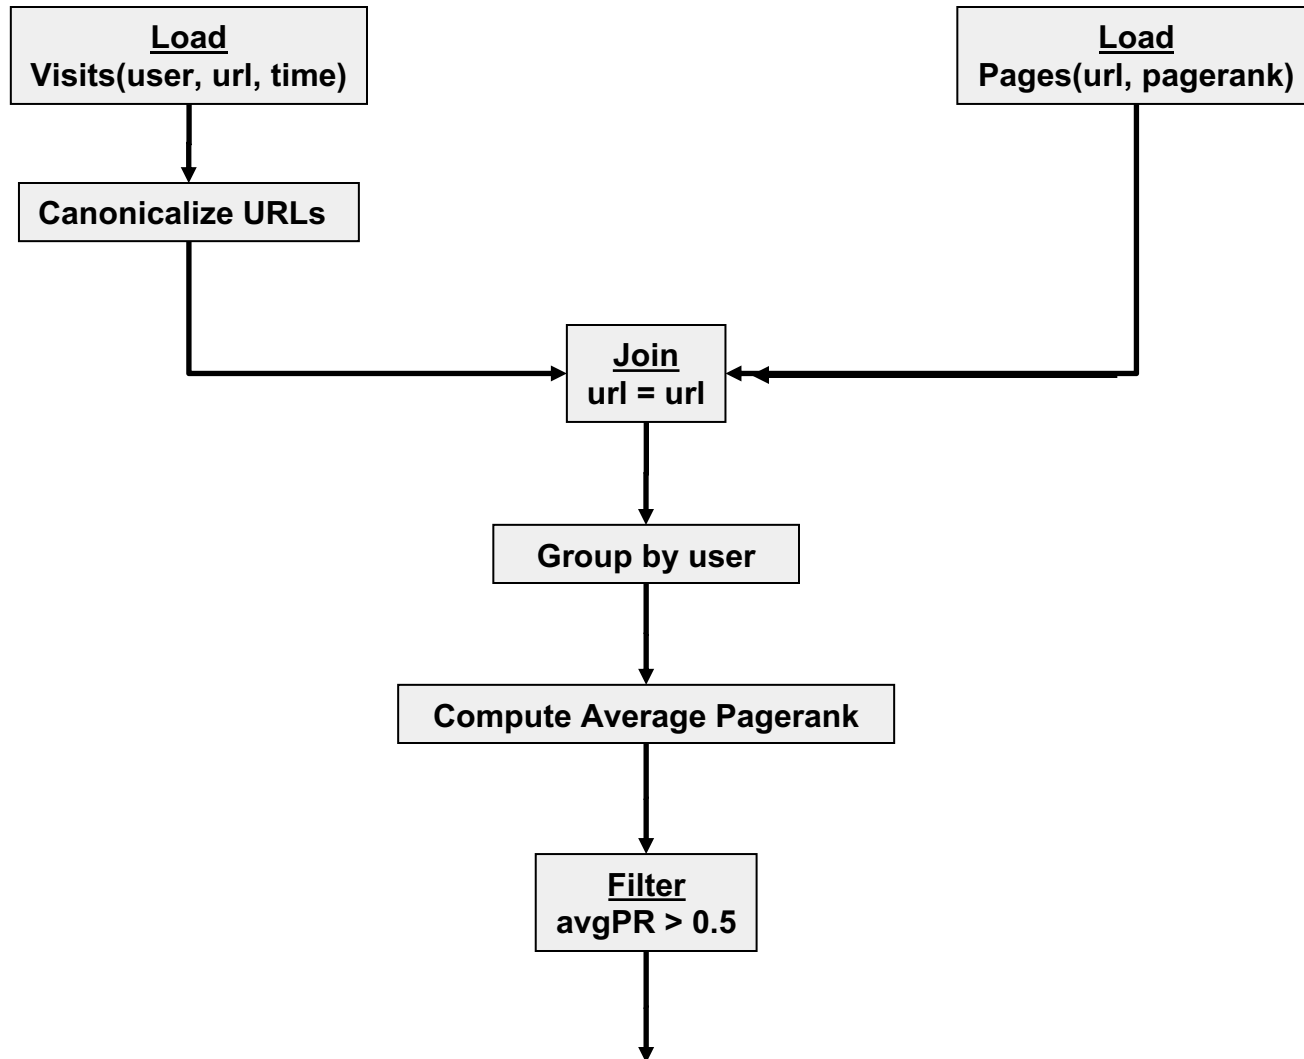 Load
Visits(user, url, time)
Load
Pages(url, pagerank)
Canonicalize URLs
Join
url = url
Group by user
Compute Average Pagerank
Filter
avgPR > 0.5